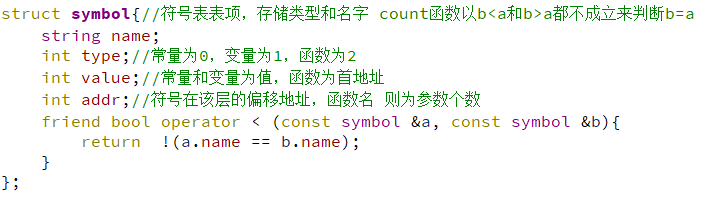 struct symbol{//符号表表项，存储类型和名字 count函数以b<a和b>a都不成立来判断b=a
    string name;
    int type;//常量为0，变量为1，函数为2
    int value;//常量和变量为值，函数为首地址
    int addr;//符号在该层的偏移地址，函数名 则为参数个数
    friend bool operator < (const symbol &a, const symbol &b){
        return  !(a.name == b.name);
    }
};